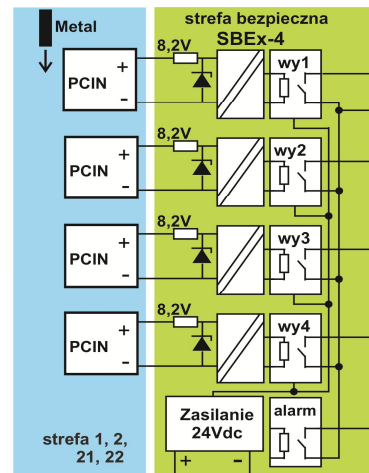 strefa bezpieczna
SBEx-4
Metal
8,2V
wy1
PCIN
+
-
8,2V
wy2
PCIN
+
-
8,2V
wy3
PCIN
+
-
8,2V
wy4
PCIN
+
-
Zasilanie
24Vdc
+ -
alarm
strefa 1, 2,
21, 22